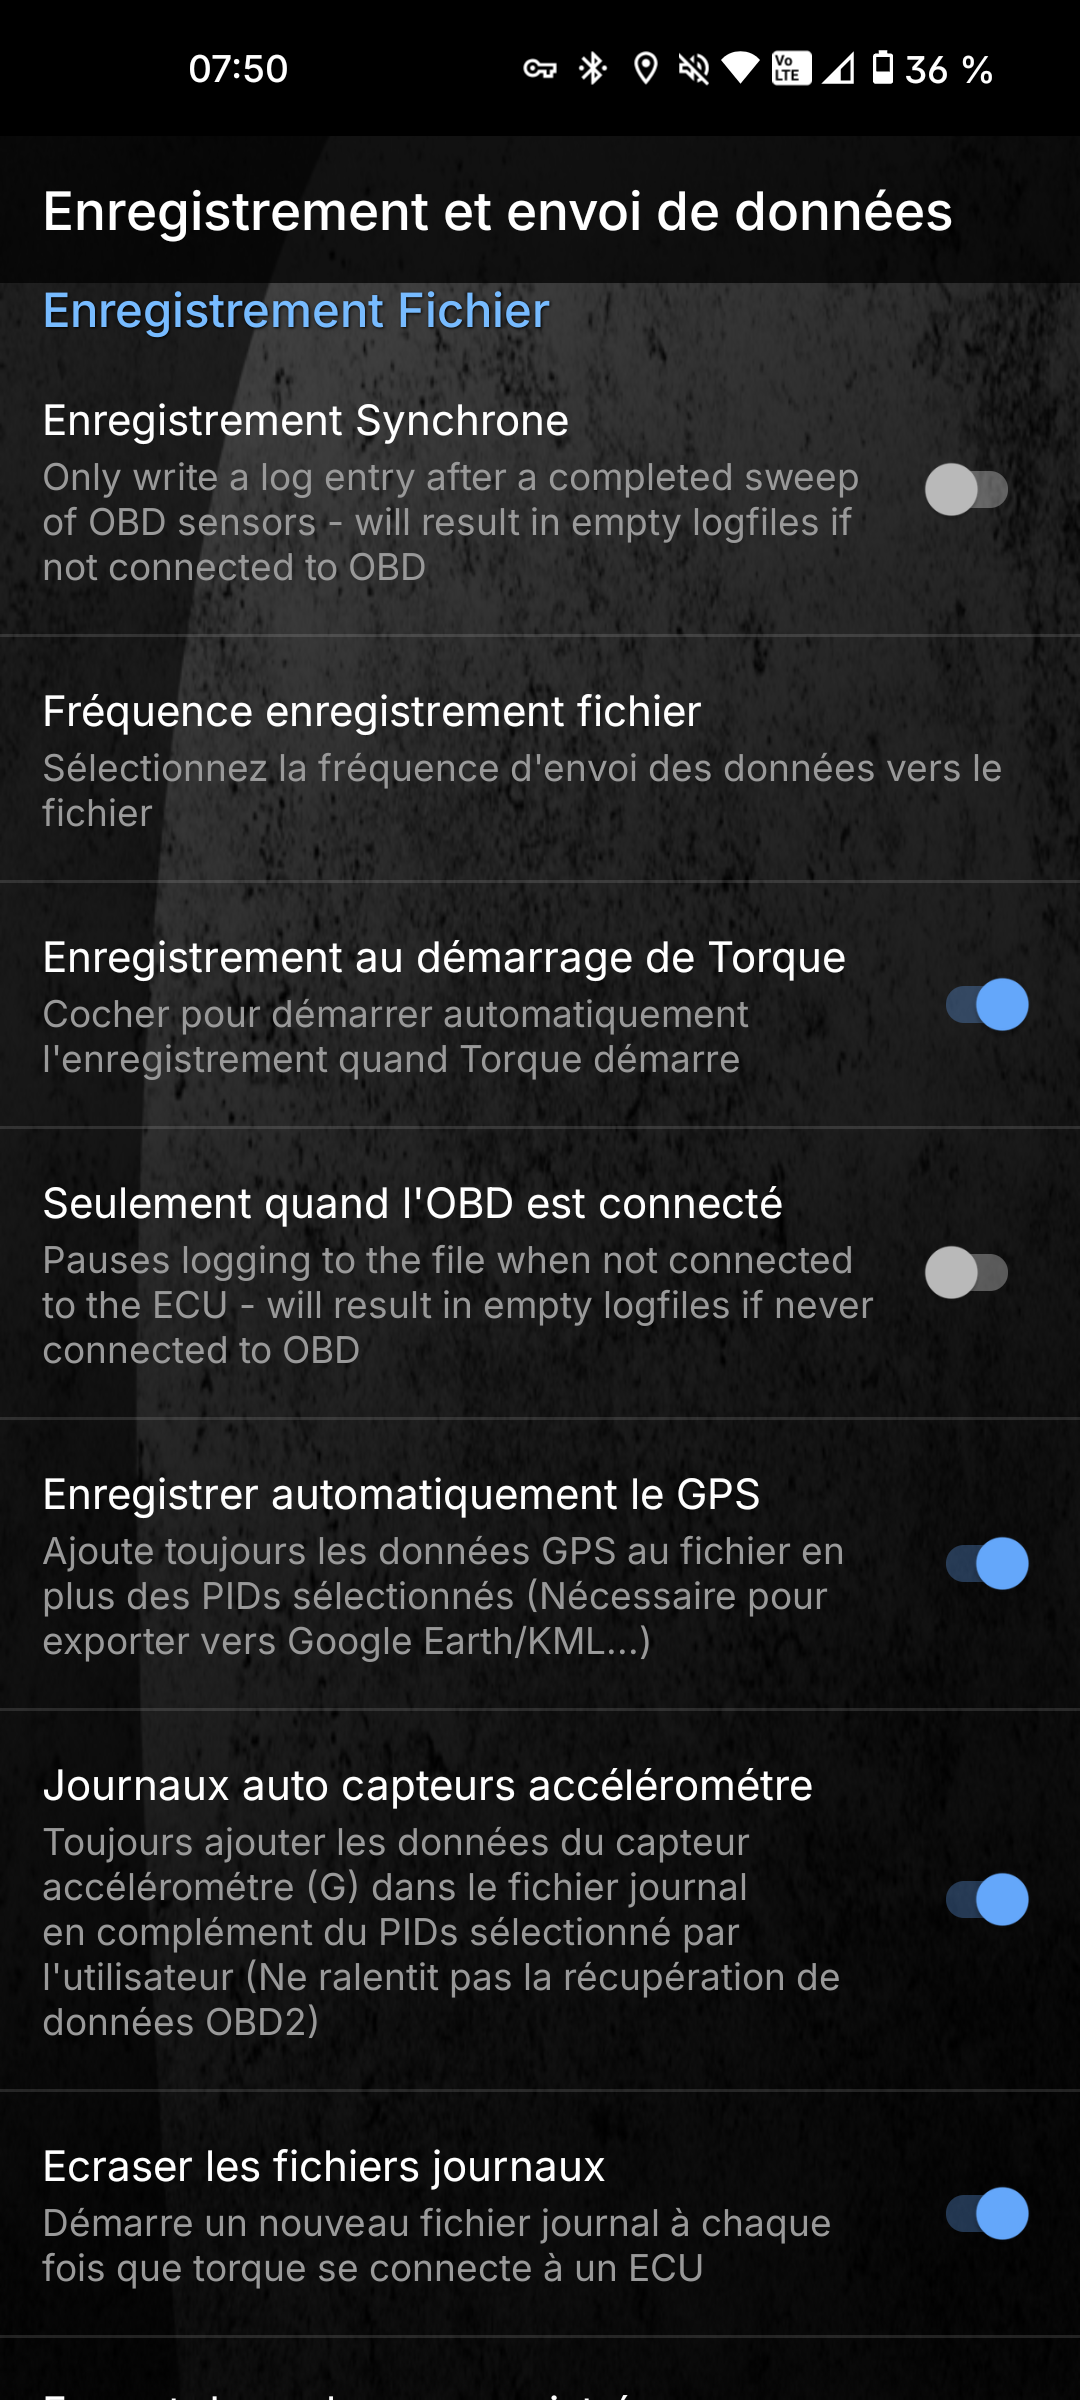 07:50
Vo LTE
36 %
Enregistrement et envoi de données
Enregistrement Fichier
Enregistrement Synchrone
Only write a log entry after a completed sweep
of OBD sensors - will result in empty logfiles if
not connected to OBD
Fréquence enregistrement fichier
Sélectionnez la fréquence d'envoi des données vers le
fichier
Enregistrement au démarrage de Torque
Cocher pour démarrer automatiquement
l'enregistrement quand Torque démarre
Seulement quand l'OBD est connecté
Pauses logging to the file when not connected
to the ECU - will result in empty logfiles if never
connected to OBD
Enregistrer automatiquement le GPS
Ajoute toujours les données GPS au fichier en
plus des PIDs sélectionnés (Nécessaire pour
exporter vers Google Earth/KML...)
Journaux auto capteurs accélérométre
Toujours ajouter les données du capteur
accélérométre (G) dans le fichier journal
en complément du PIDs sélectionné par
l'utilisateur (Ne ralentit pas la récupération de
données OBD2)
Ecraser les fichiers journaux
Démarre un nouveau fichier journal à chaque
fois que torque se connecte à un ECU